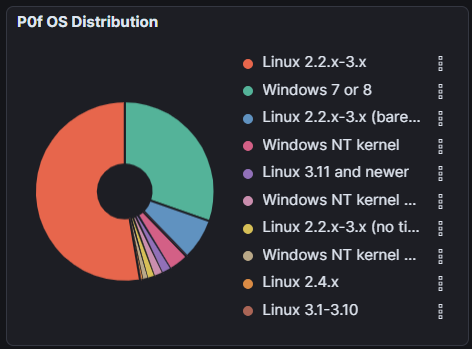 P0f OS Distribution
Linux 2.2.x-3.x
Windows 7 or 8
Linux 2.2.x-3.x (bare...
Windows NT kernel
Linux 3.11 and newer
Windows NT kernel ...
Linux 2.2.x-3.x (no ti...
Windows NT kernel ...
Linux 2.4.x
Linux 3.1-3.10